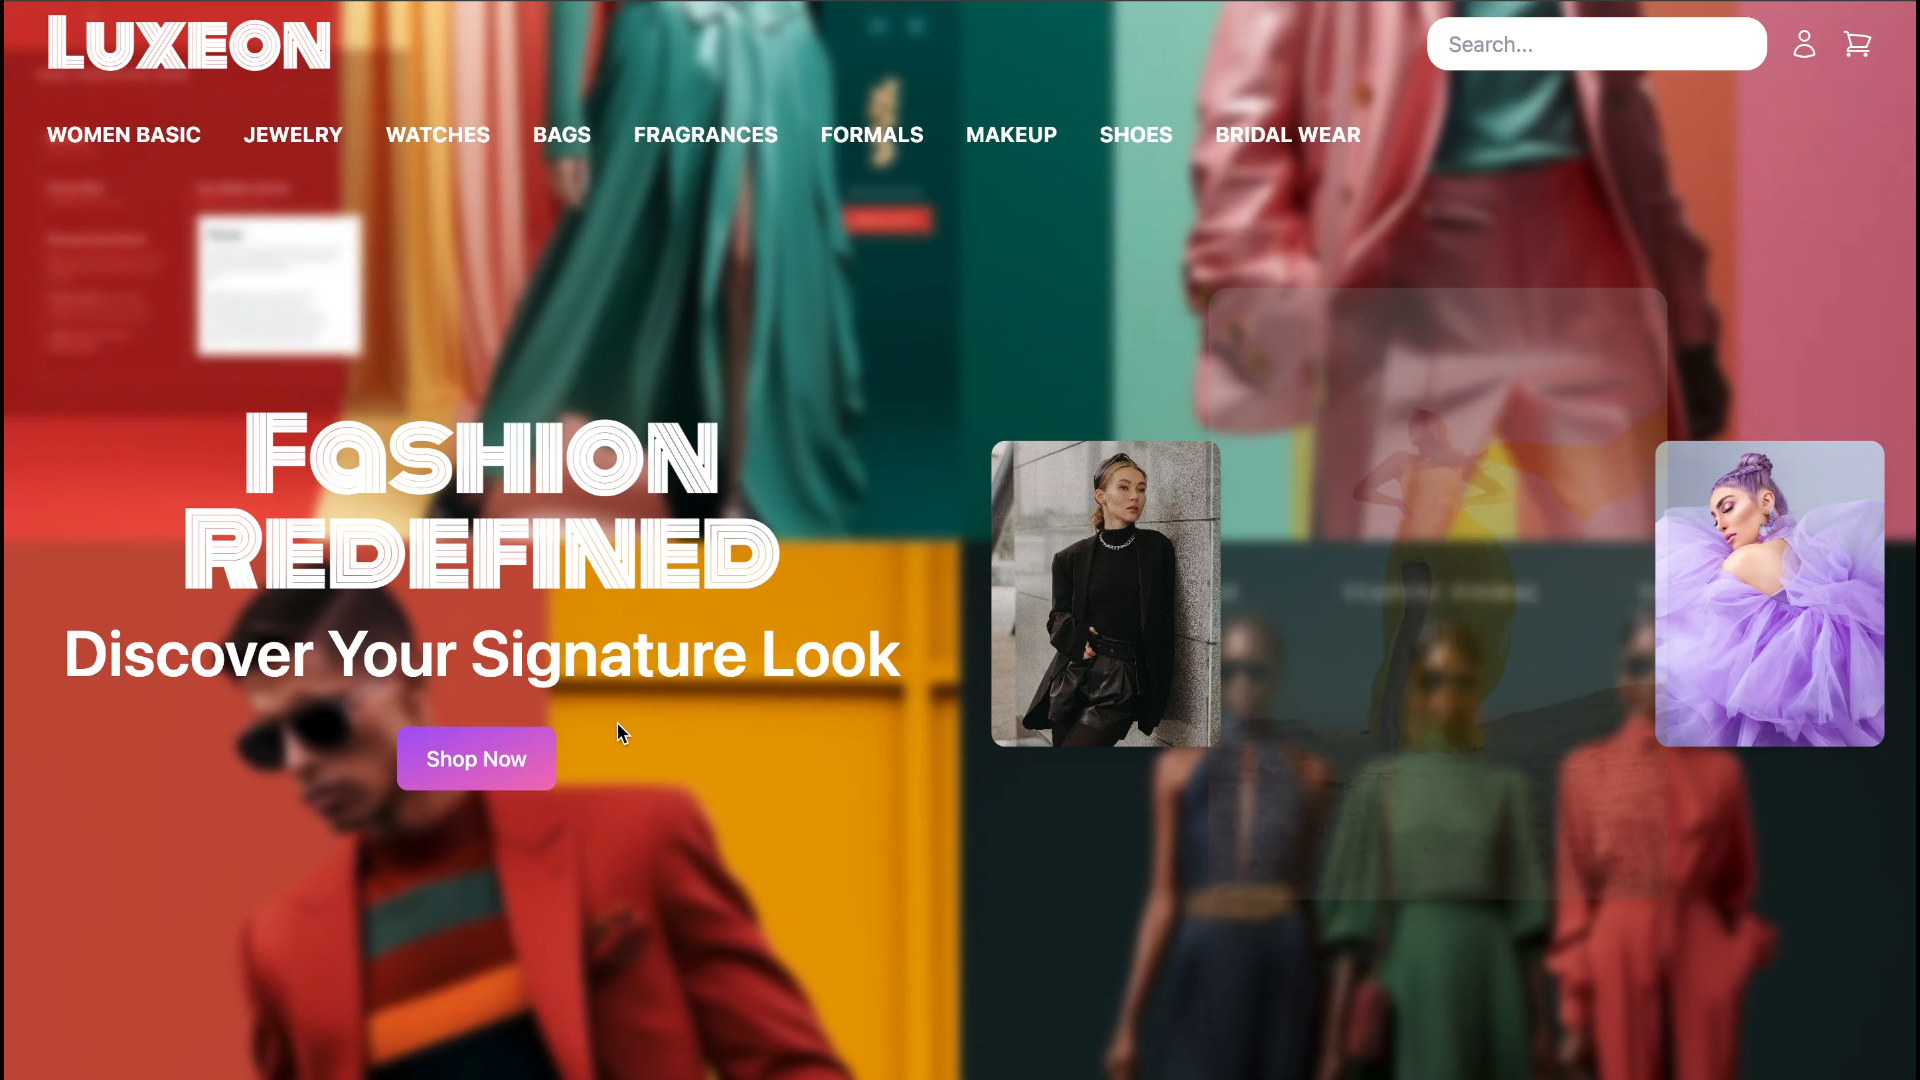 LUXEON
Search...
WOMEN BASIC
JEWELRY
WATCHES
BAGS
FRAGRANCES
FORMALS
MAKEUP
SHOES
BRIDAL WEAR
FASHION
REDEFINED
Discover Your Signature Look
Shop Now